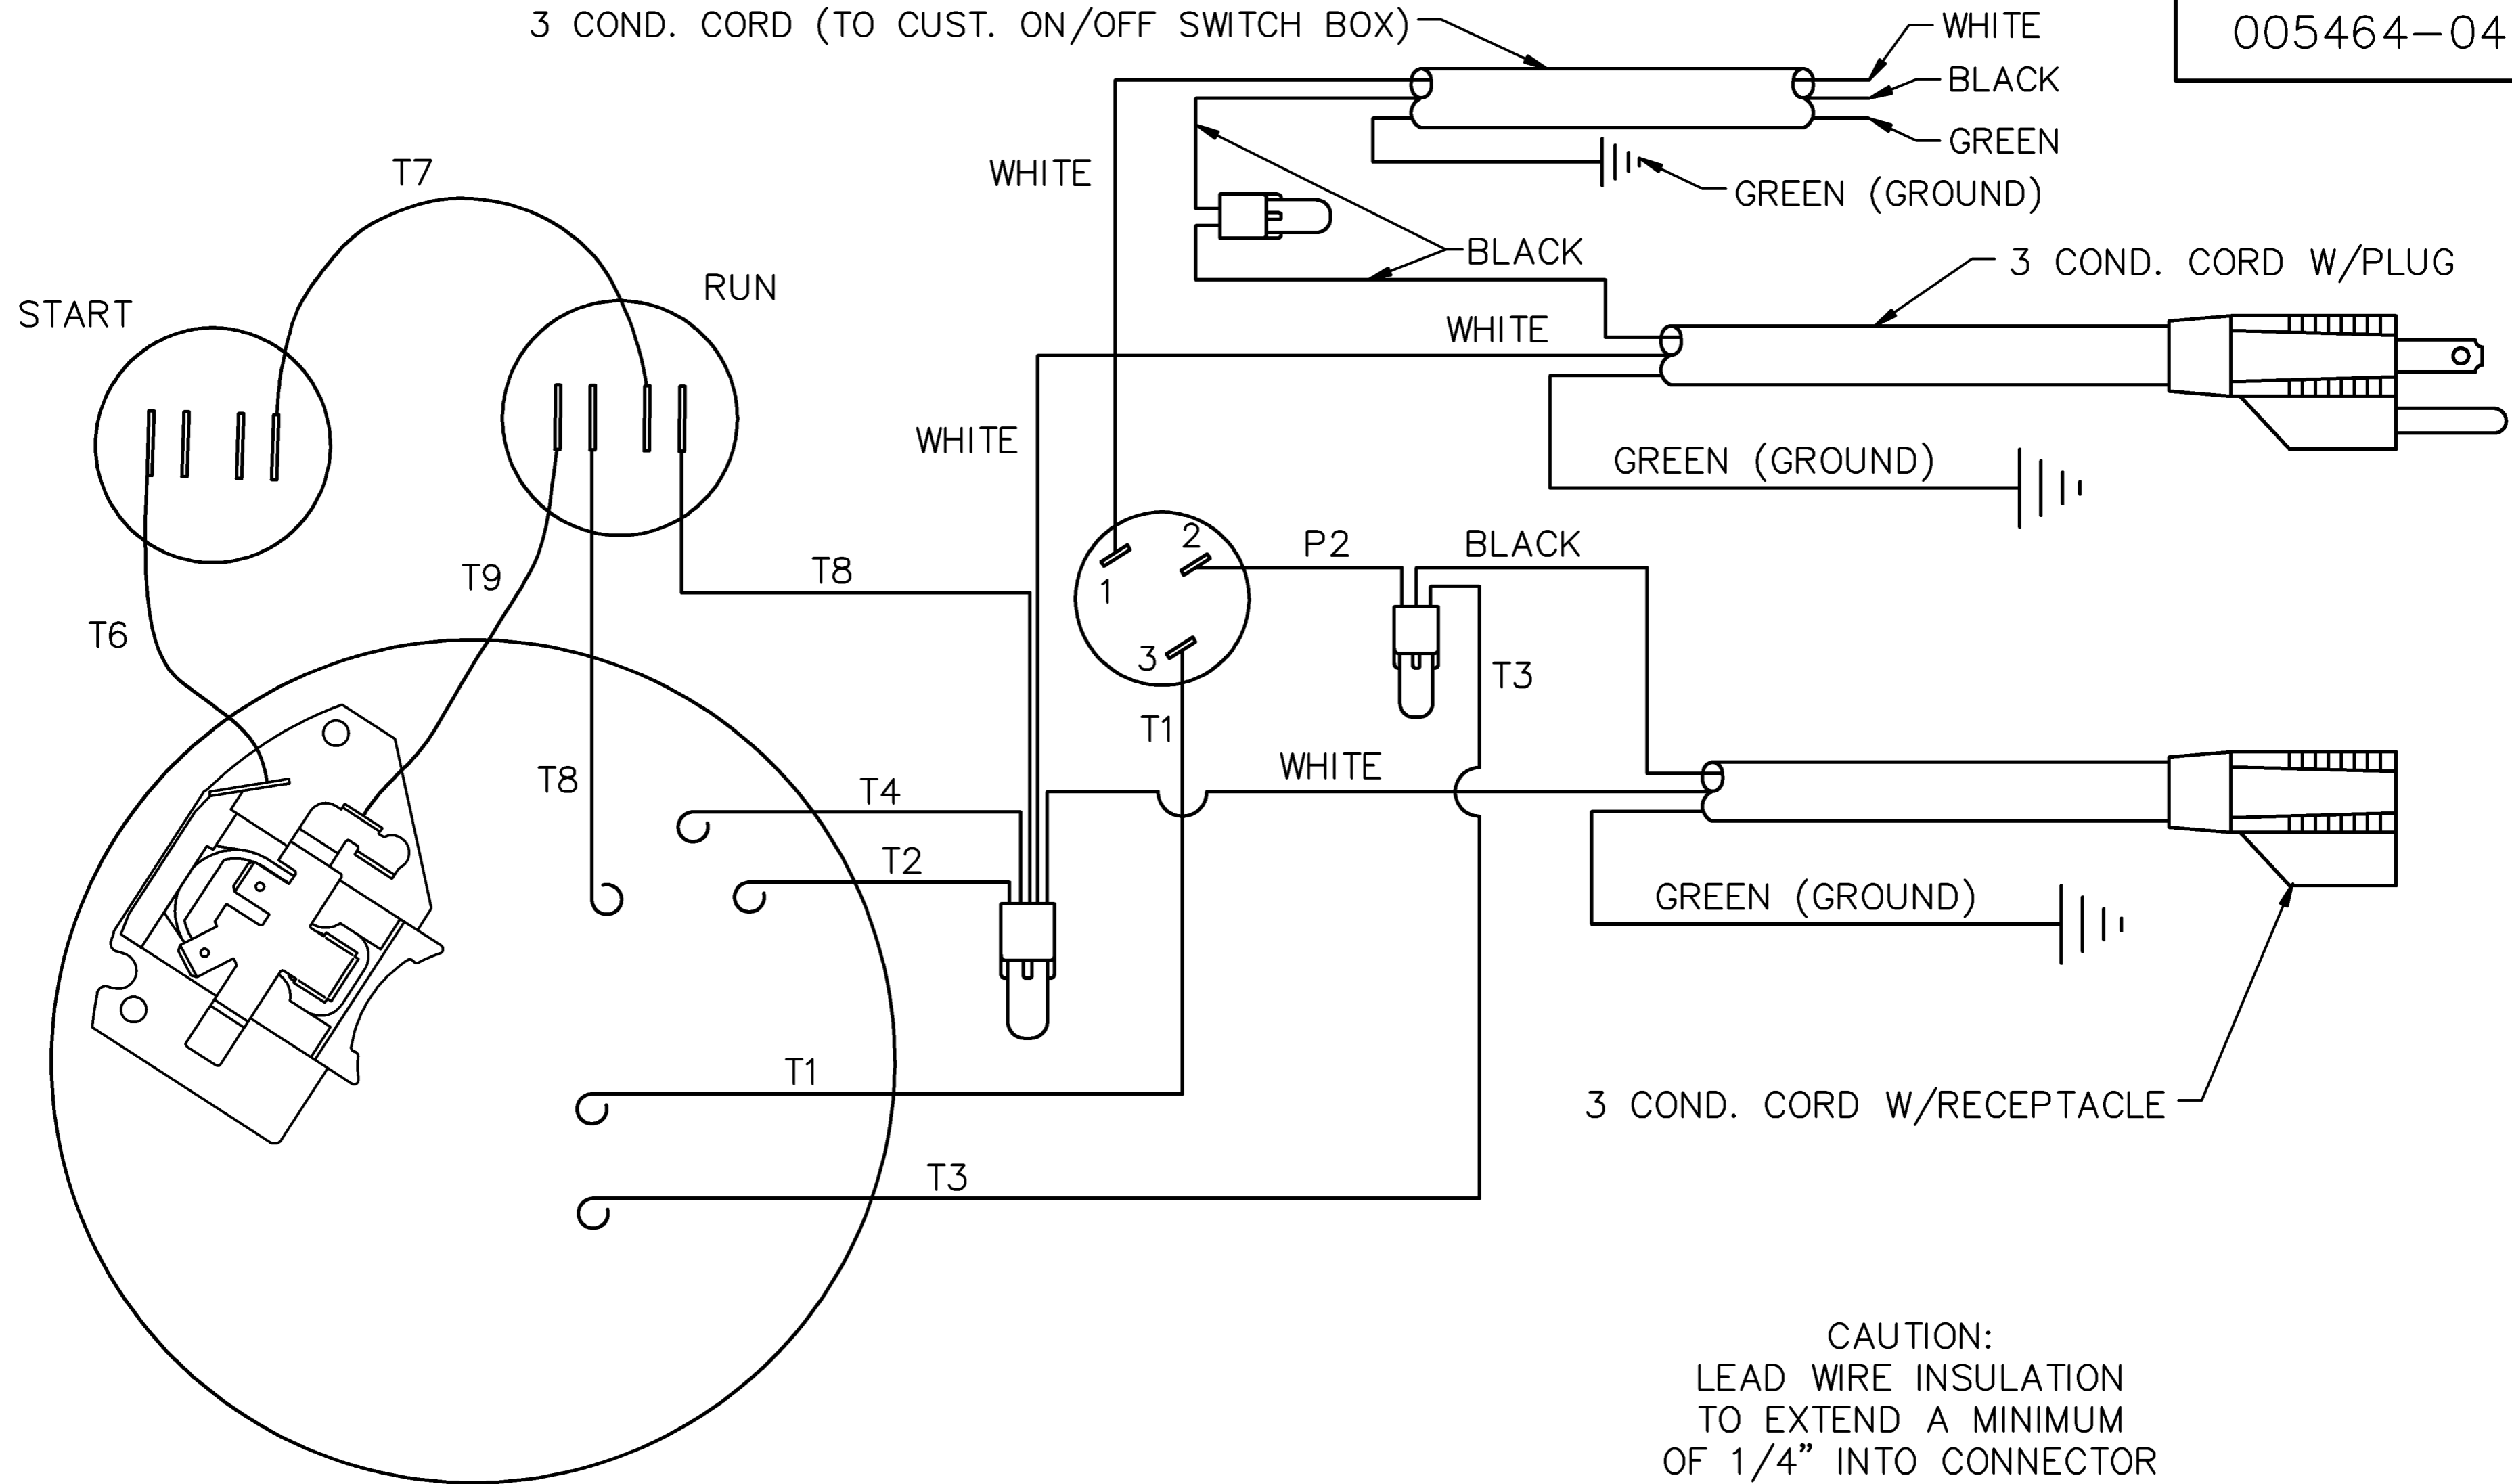 3 COND. CORD (TO CUST. ON/OFF SWITCH BOX)
WHITE
005464-04
BLACK
GREEN
WHITE
GREEN (GROUND)
T7
BLACK
3 COND. CORD W/PLUG
RUN
START
WHITE
WHITE
GREEN (GROUND)
2
P2
BLACK
T9
T8
1
T6
3
T3
T1
WHITE
T8
T4
T2
GREEN (GROUND)
T1
3 COND. CORD W/RECEPTACLE
T3
CAUTION:
LEAD WIRE INSULATION
TO EXTEND A MINIMUM
OF 1/4” INTO CONNECTOR